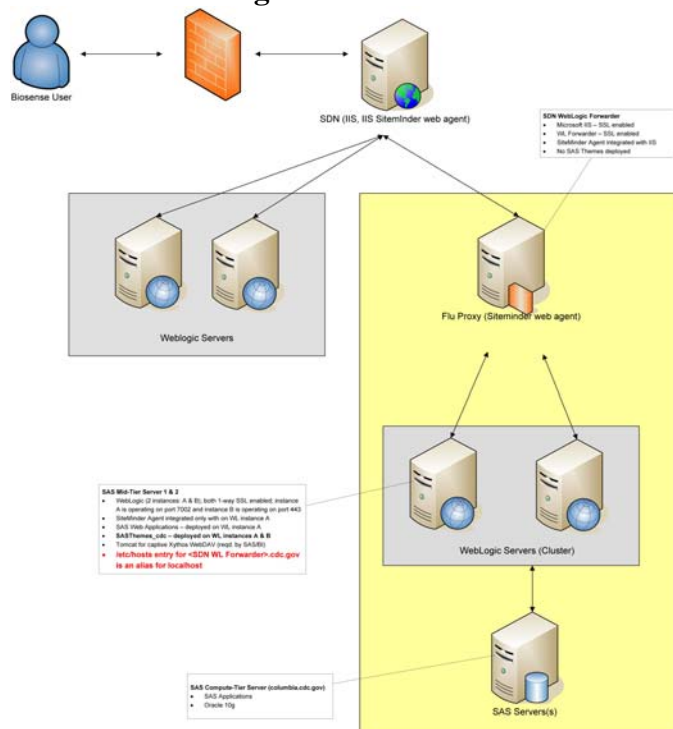 Biosense User
SDN (IIS, IIS SiteMinder web agent)
SDN WebLogic Forwarder
• Microsoft IIS – SSL enabled
• WL Forwarder – SSL enabled
• SiteMinder Agent integrated with IIS
• No SAS Themes deployed
Weblogic Servers
Flu Proxy (Siteminder web agent)
SAS Mid-Tier Server 1 & 2
• WebLogic (2 instances A & B); both 1-way SSL enabled; instance
A is operating on port 7002 and instance B is operating on port 443
• SiteMinder Agent integrated only with on WL instance A
• SAS Web Applications – deployed on WL instance A
• SASThemes_cdc – deployed on WL instances A & B
• Tomcat for captive Xythos WebDAV (reqd. by SAS/BI)
• /etc/hosts entry for <SDN WL Forwarder>.cdc.gov
is an alias for localhost
WebLogic Servers (Cluster)
SAS Compute-Tier Server (columbia.cdc.gov)
• SAS Applications
• Oracle 10g
SAS Servers(s)